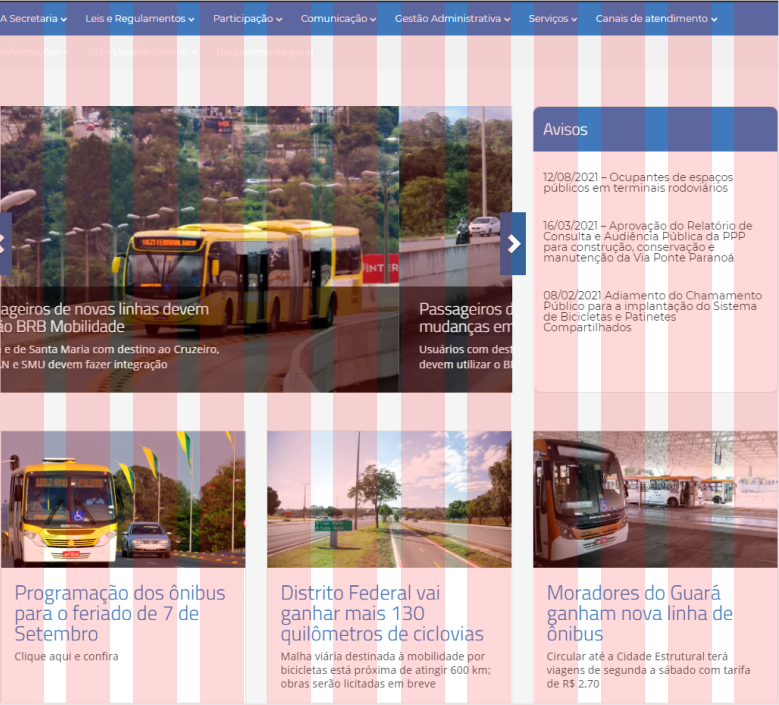 A Secretaria Leis e Regulamentos Participação Comunicação Gestão Administrativa Serviços Canais de atendimento
Informações SEI – Usuário Externo Requerimento geral
ageiros de novas linhas devem
ão BRB Mobilidade
e de Santa Maria com destino ao Cruzeiro,
AN e SMU devem fazer integração
Passageiros d
mudanças em
Usuários com dest
devem utilizar o B
Avisos
12/08/2021 – Ocupantes de espaços
públicos em terminais rodoviários
16/03/2021 – Aprovação do Relatório de
Consulta e Audiência Pública da PPP
para construção, conservação e
manutenção da Via Ponte Paranoá
08/02/2021 Adiamento do Chamamento
Público para a implantação do Sistema
de Bicicletas e Patinetes
Compartilhados
Programação dos ônibus
para o feriado de 7 de
Setembro
Clique aqui e confira
Distrito Federal vai
ganhar mais 130
quilômetros de ciclovias
Malha viária destinada à mobilidade por
bicicletas está próxima de atingir 600 km;
obras serão licitadas em breve
Moradores do Guará
ganham nova linha de
ônibus
Circular até a Cidade Estrutural terá
viagens de segunda a sábado com tarifa
de R$ 2,70